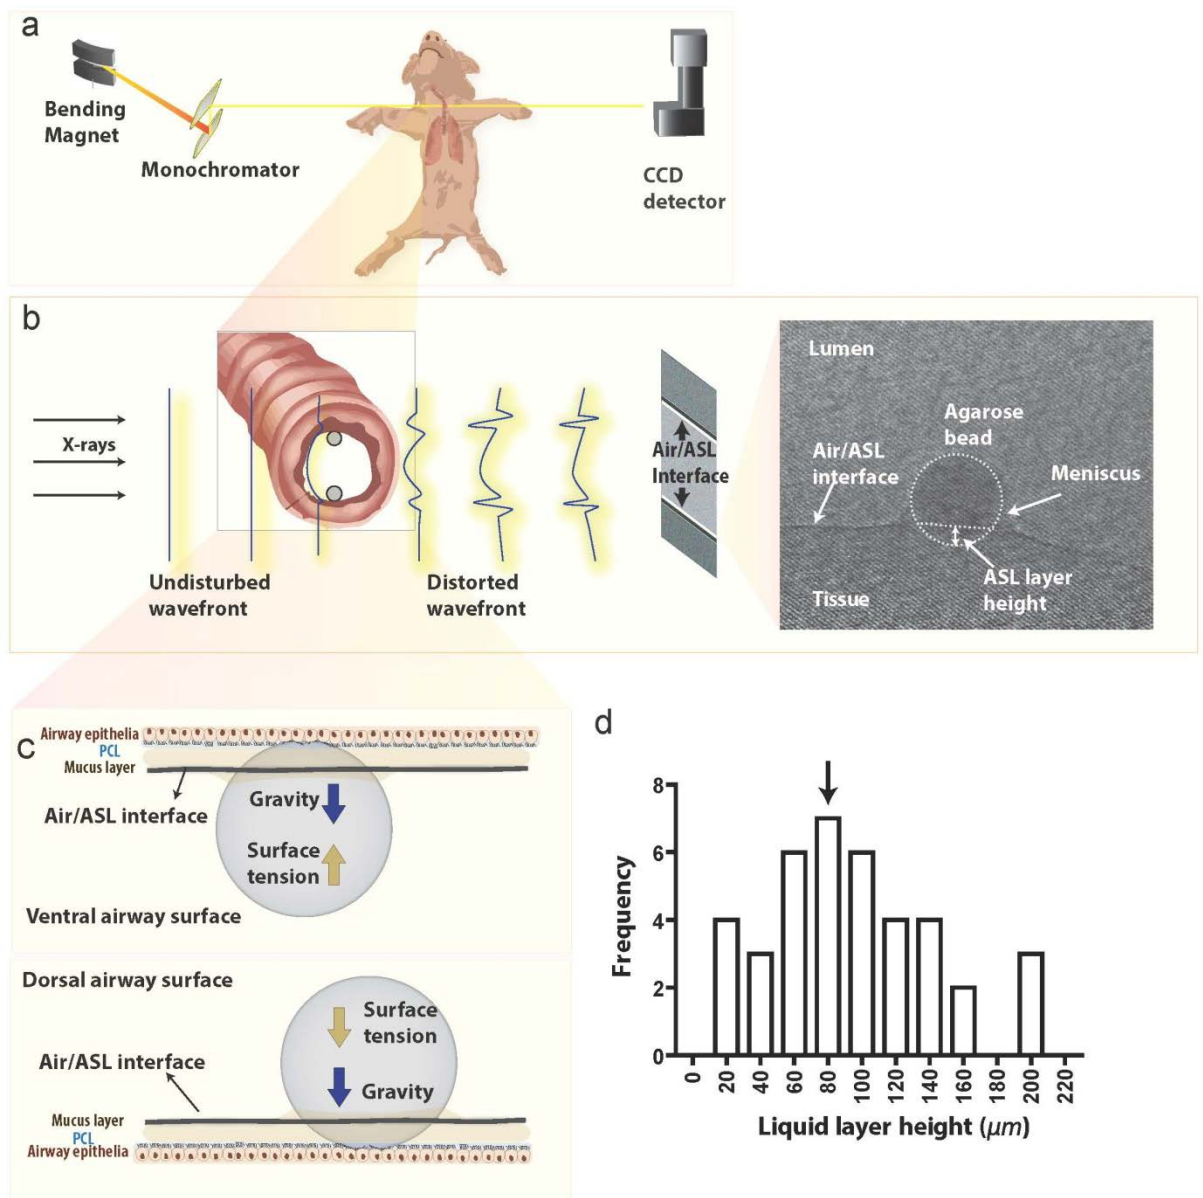 a
Bending
Magnet
Monochromator
CCD
detector
b
X-rays
Undisturbed
wavefront
Distorted
wavefront
Air/ASL
Interface
Lumen
Agarose
bead
Air/ASL
interface
Meniscus
ASL layer
height
Tissue
c
Airway epithelia
PCL
Mucus layer
Air/ASL interface
Gravity
Surface
tension
Ventral airway surface
Dorsal airway surface
Surface
tension
Air/ASL interface
Gravity
Mucus layer
PCL
Airway epithelia
d
Frequency
8
6
4
2
0
0 20 40 60 80 100 120 140 160 180 200 220
Liquid layer height (μm)